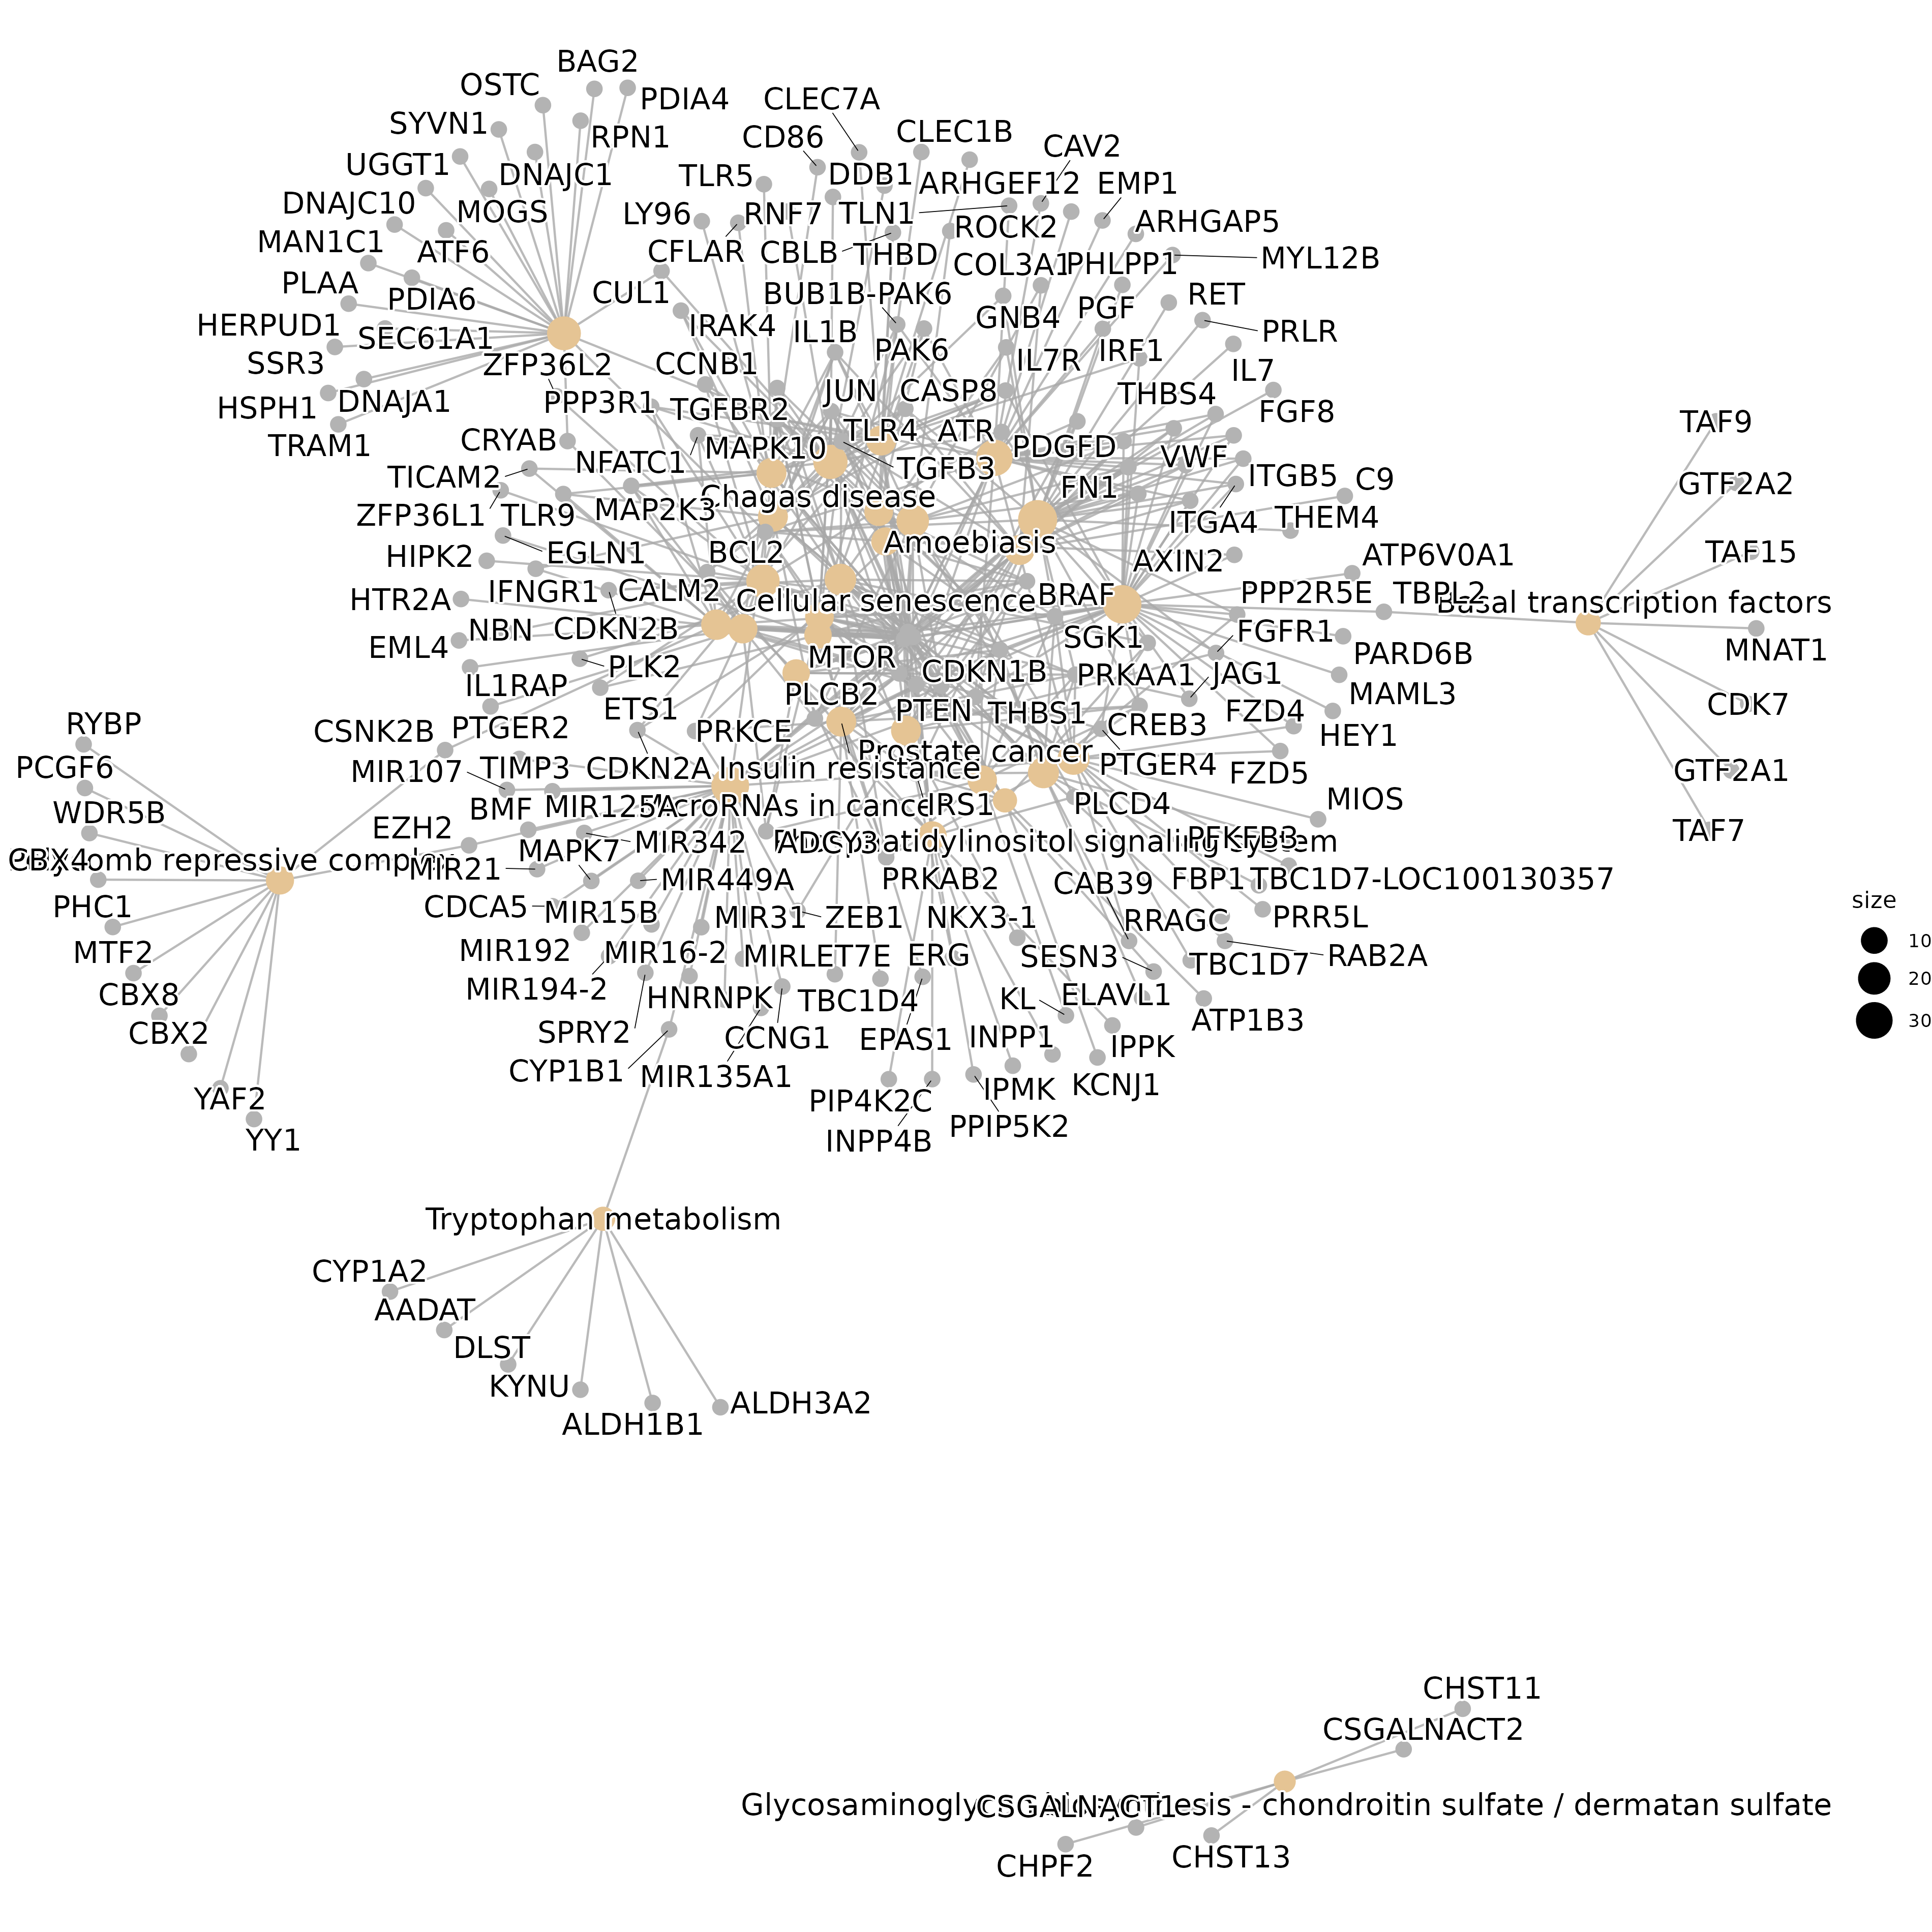 BAG2
OSTC
PDIA4
CLEC7A
SYVN1
RPN1
CD86
CLEC1B
CAV2
UGGT1
DNAJC1
TLR5
DDB1
ARHGEF12
EMP1
DNAJC10
MOGS
LY96
RNF7
TLN1
ROCK2
ARHGAP5
MAN1C1
ATF6
CFLAR
CBLB
THBD
COL3A1
PHLPP1
MYL12B
PLAA
PDIA6
CUL1
BUB1B-PAK6
GNB4
PGF
RET
HERPUD1
SEC61A1
IRAK4
IL1B
PAK6
IL7R
IRF1
PRLR
SSR3
ZFP36L2
CCNB1
IL7
HSPH1
DNAJA1
PPP3R1
TGFBR2
JUN
CASP8
THBS4
FGF8
TAF9
TRAM1
CRYAB
NFATC1
MAPK10
TLR4
ATR
PDGFD
VWF
TICAM2
TGFB3
FN1
ITGB5
C9
GTF2A2
ZFP36L1
TLR9
MAP2K3
Chagas disease
ITGA4
THEM4
HIPK2
EGLN1
BCL2
Amoebiasis
AXIN2
ATP6V0A1
TAF15
HTR2A
IFNGR1
CALM2
Cellular senescence
BRAF
PPP2R5E
TBPL2
Basal transcription factors
EML4
NBN
CDKN2B
SGK1
FGFR1
PARD6B
MNAT1
IL1RAP
PLK2
MTOR
CDKN1B
PRKAA1
JAG1
MAML3
PLCB2
CDK7
RYBP
CSNK2B
PTGER2
ETS1
PRKCE
PTEN
THBS1
CREB3
FZD4
HEY1
PCGF6
MIR107
TIMP3
CDKN2A
Prostate cancer
Insulin resistance
PTGER4
FZD5
GTF2A1
WDR5B
BMF
MIR125A
MicroRNAs in cancer
IRS1
PLCD4
MIOS
EZH2
MAPK7
MIR342
ADCY3
Phosphatidylinositol signaling system
PFKFB3
TAF7
CBX4
Polycomb repressive complex
MIR21
MIR449A
PRKAB2
CAB39
FBP1
TBC1D7-LOC100130357
size
PHC1
CDCA5
MIR15B
MIR31
ZEB1
NKX3-1
RRAGC
PRR5L
10
MTF2
MIR192
MIR16-2
MIRLET7E
ERG
SESN3
TBC1D7
RAB2A
20
CBX8
MIR194-2
HNRNPK
TBC1D4
KL
ELAVL1
ATP1B3
30
CBX2
SPRY2
CCNG1
EPAS1
INPP1
IPPK
CYP1B1
MIR135A1
PIP4K2C
IPMK
KCNJ1
YAF2
INPP4B
PPIP5K2
YY1
Tryptophan metabolism
CYP1A2
AADAT
DLST
KYNU
ALDH1B1
ALDH3A2
CHST11
CSGALNACT2
Glycosaminoglycan biosynthesis - chondroitin sulfate / dermatan sulfate
CSGALNACT1
CHPF2
CHST13